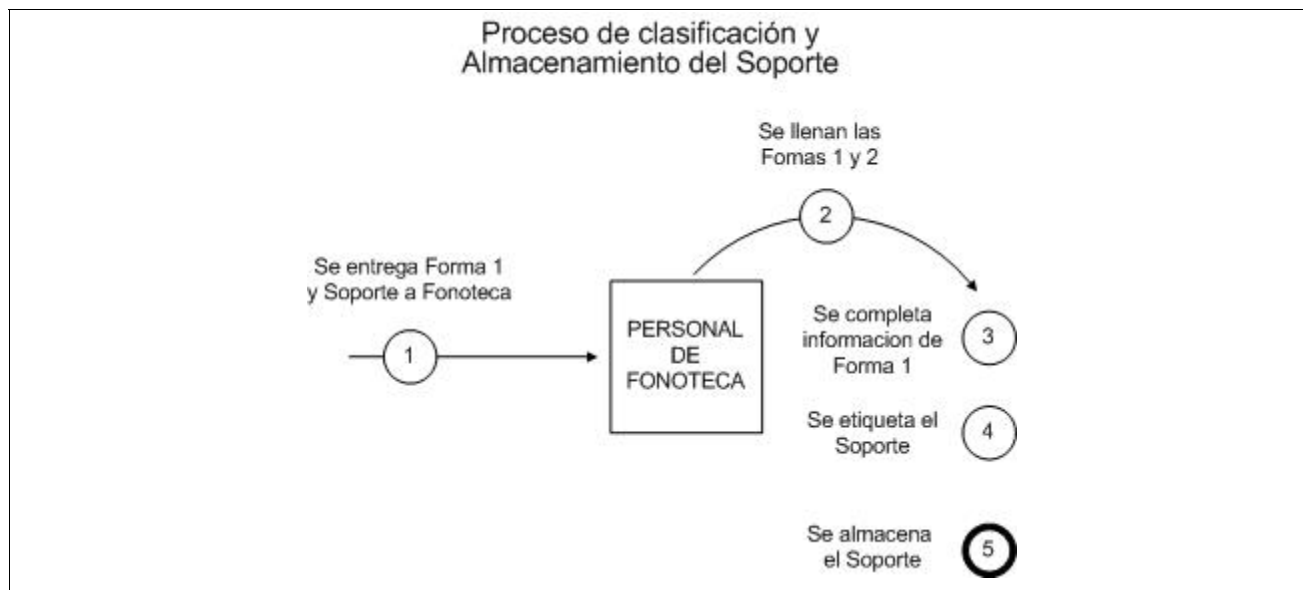 Proceso de clasificación y
Almacenamiento del Soporte
Se llenan las
Fomas 1 y 2
2
Se entrega Forma 1
y Soporte a Fonoteca
1
PERSONAL
DE
FONOTECA
Se completa
informacion de
Forma 1
3
Se etiqueta el
Soporte
4
Se almacena
el Soporte
5